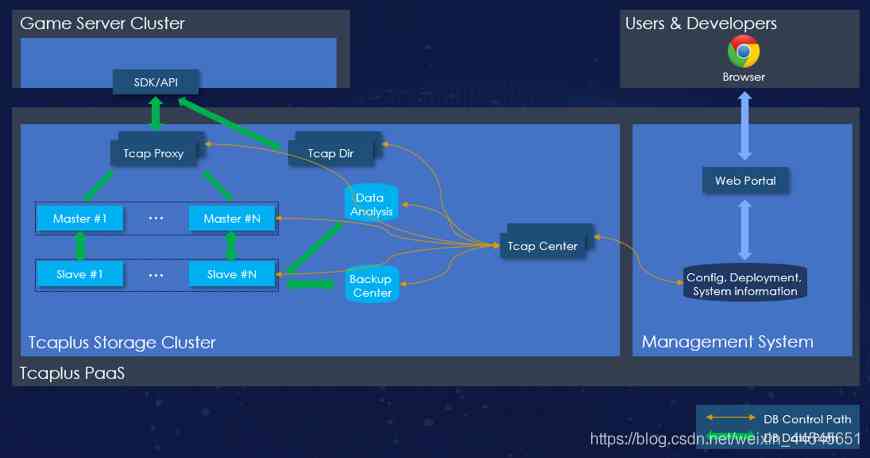 Game Server Cluster
Users & Developers
Browser
SDK/API
Tcap Proxy
Tcap Dir
Web Portal
Data
Analysis
Master #1
...
Master #N
Tcap Center
Slave #1
...
Slave #N
Backup
Center
Config, Deployment,
System information
Tcaplus Storage Cluster
Management System
Tcaplus PaaS
DB Control Path
DB Data Path
https://blog.csdn.net/weixin_44545651